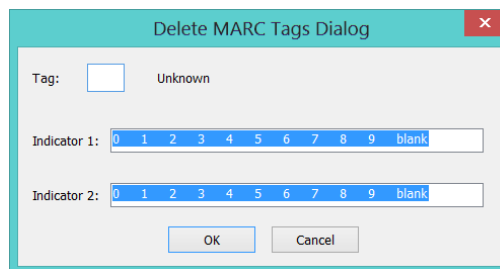 Delete MARC Tags Dialog
x
Tag: Unknown
Indicator 1: 0 1 2 3 4 5 6 7 8 9 blank
Indicator 2: 0 1 2 3 4 5 6 7 8 9 blank
OK Cancel